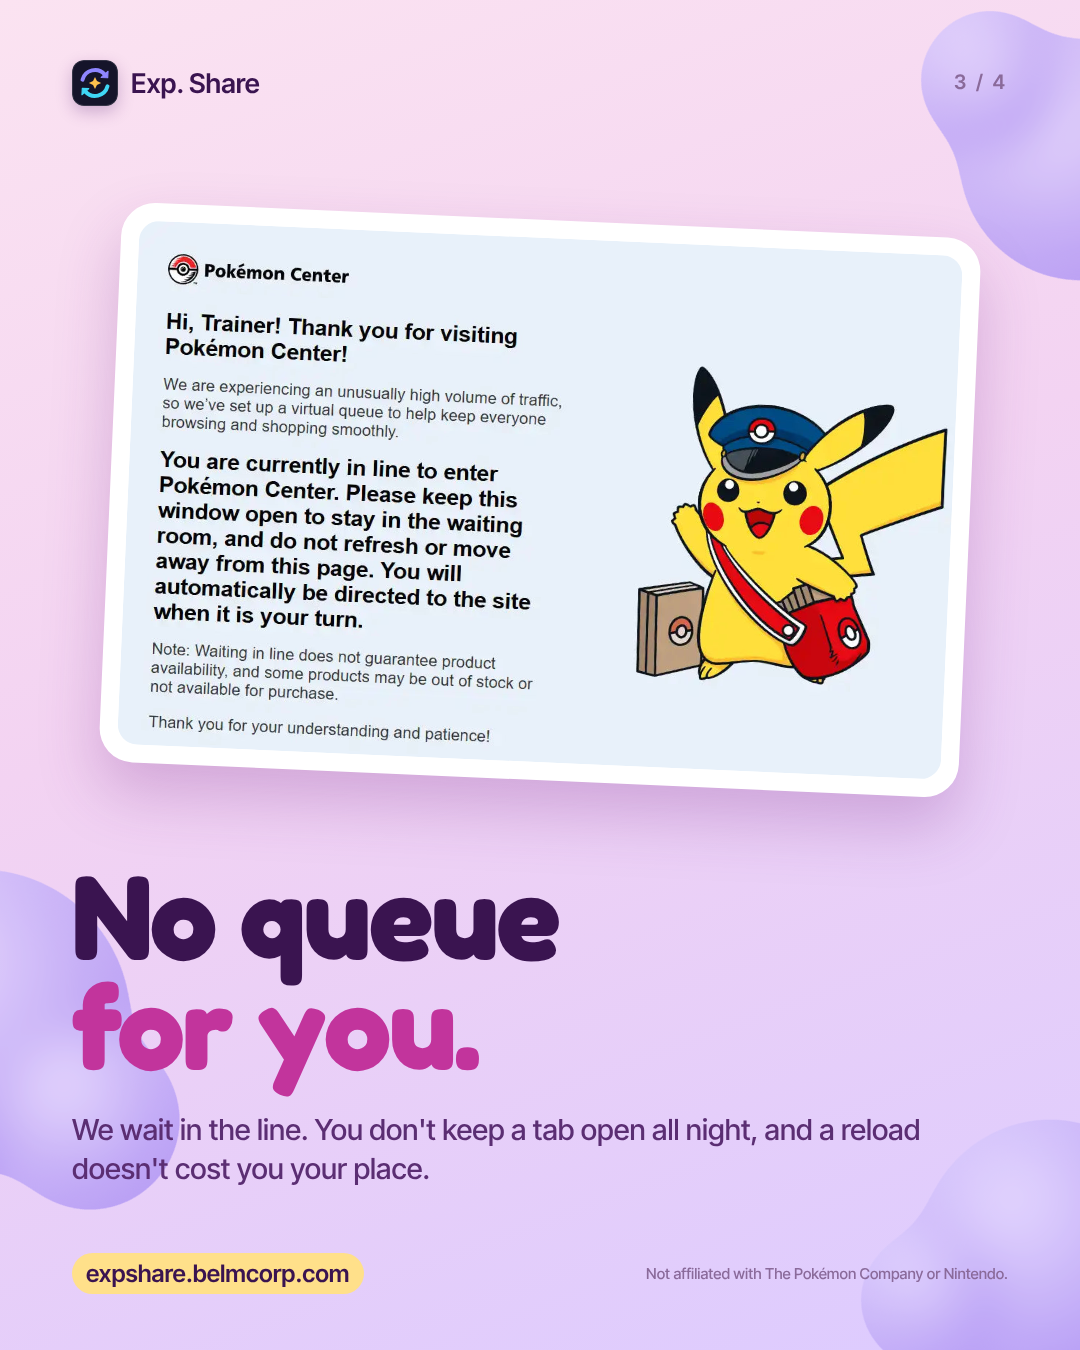 Exp. Share
3 / 4
Pokémon Center
Hi, Trainer! Thank you for visiting
Pokémon Center!
We are experiencing an unusually high volume of traffic,
so we've set up a virtual queue to help keep everyone
browsing and shopping smoothly.
You are currently in line to enter
Pokémon Center. Please keep this
window open to stay in the waiting
room, and do not refresh or move
away from this page. You will
automatically be directed to the site
when it is your turn.
Note: Waiting in line does not guarantee product
availability, and some products may be out of stock or
not available for purchase.
Thank you for your understanding and patience!
No queue
for you.
We wait in the line. You don't keep a tab open all night, and a reload
doesn't cost you your place.
expshare.belmcorp.com
Not affiliated with The Pokémon Company or Nintendo.